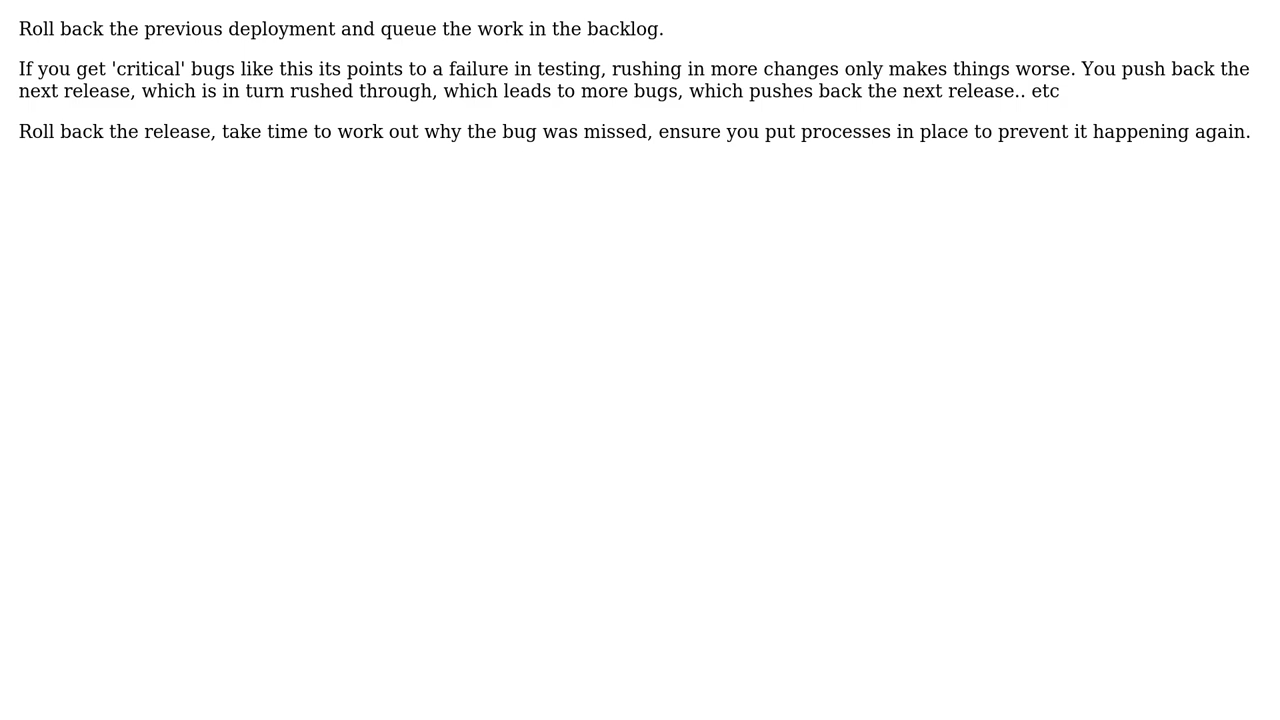 Roll back the previous deployment and queue the work in the backlog.
If you get 'critical' bugs like this its points to a failure in testing, rushing in more changes only makes things worse. You push back the
next release, which is in turn rushed through, which leads to more bugs, which pushes back the next release.. etc
Roll back the release, take time to work out why the bug was missed, ensure you put processes in place to prevent it happening again.